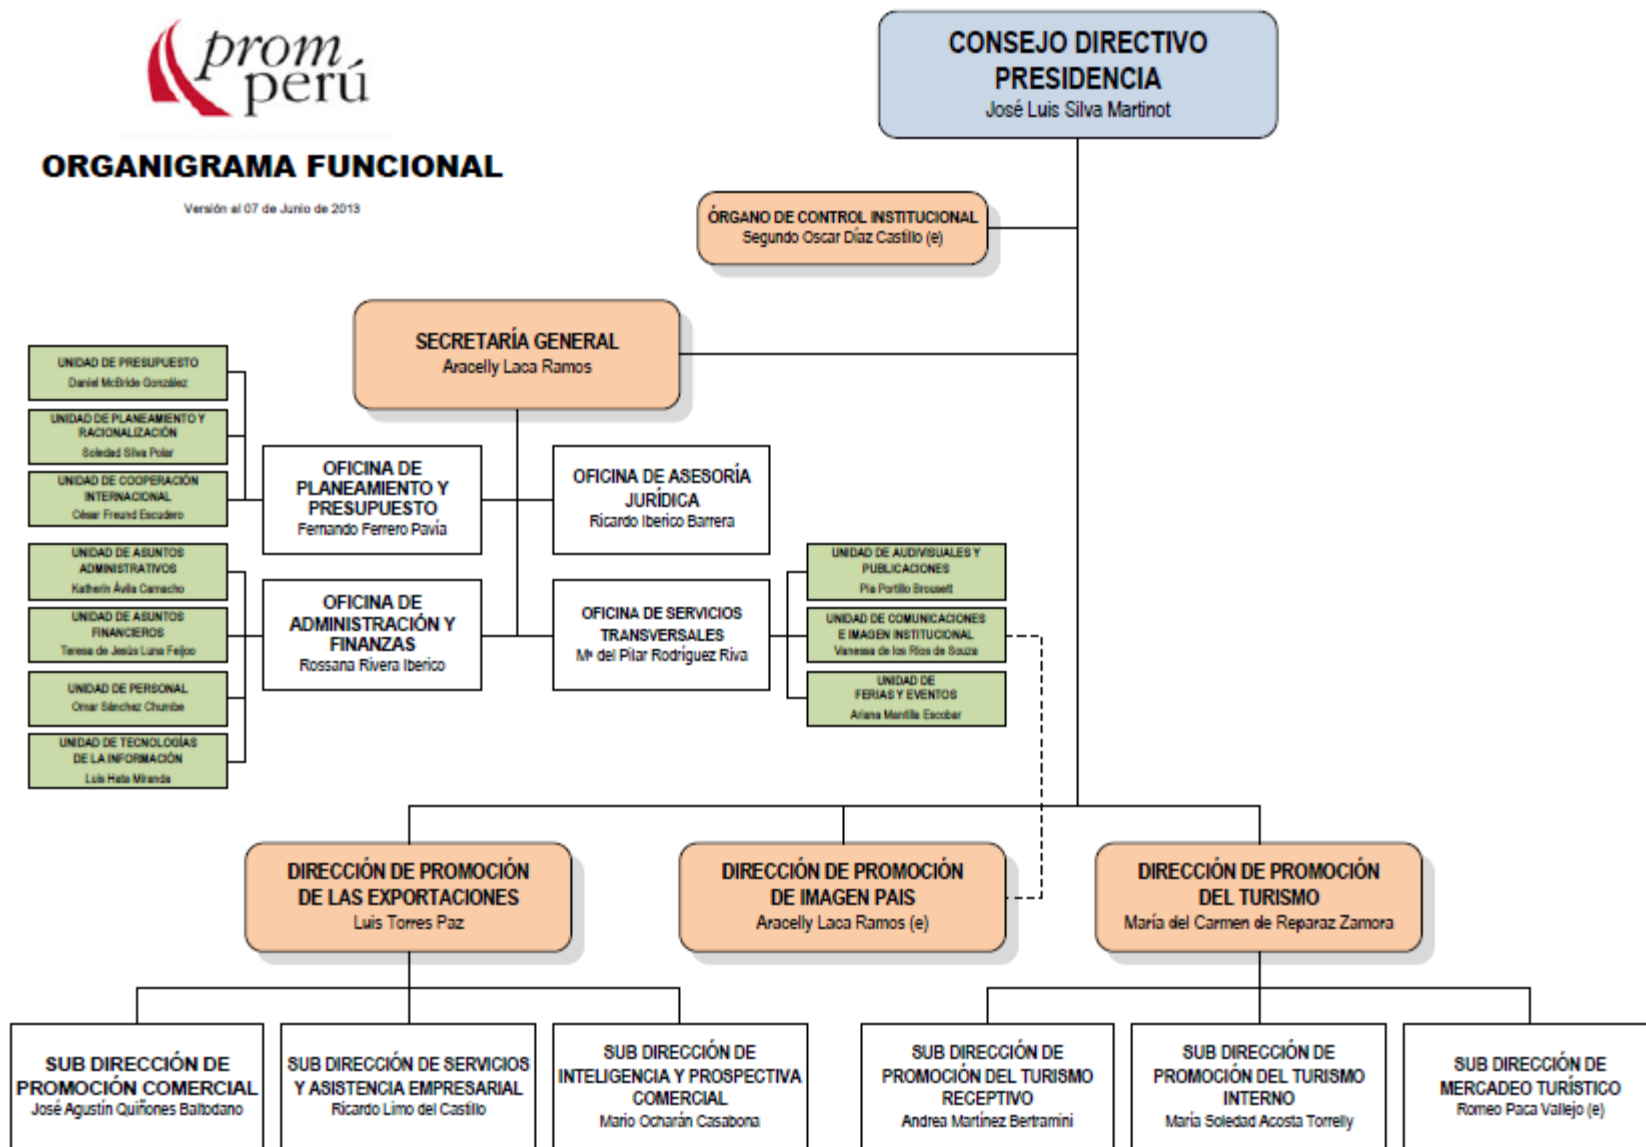 prom
perú
ORGANIGRAMA FUNCIONAL
Versión al 07 de Junio de 2013
CONSEJO DIRECTIVO
PRESIDENCIA
José Luis Silva Martinot
ÓRGANO DE CONTROL INSTITUCIONAL
Segundo Oscar Díaz Castillo (e)
SECRETARÍA GENERAL
Aracelly Laca Ramos
UNIDAD DE PRESUPUESTO
Daniel McBride González
UNIDAD DE PLANEAMIENTO Y
RACIONALIZACIÓN
Soledad Silva Polar
UNIDAD DE COOPERACIÓN
INTERNACIONAL
César Freund Escudero
OFICINA DE
PLANEAMIENTO Y
PRESUPUESTO
Fernando Ferrero Pavía
OFICINA DE ASESORÍA
JURÍDICA
Ricardo Iberico Barrera
UNIDAD DE ASUNTOS
ADMINISTRATIVOS
Katherin Ávila Camacho
UNIDAD DE ASUNTOS
FINANCIEROS
Teresa de Jesús Luna Feijoo
UNIDAD DE PERSONAL
Omar Sánchez Chumbe
UNIDAD DE TECNOLOGÍAS
DE LA INFORMACIÓN
Luis Hata Miranda
OFICINA DE
ADMINISTRACIÓN Y
FINANZAS
Rossana Rivera Iberico
OFICINA DE SERVICIOS
TRANSVERSALES
Mª del Pilar Rodríguez Riva
UNIDAD DE AUDIVISUALES Y
PUBLICACIONES
Pía Portillo Brousett
UNIDAD DE COMUNICACIONES
E IMAGEN INSTITUCIONAL
Vanessa de los Ríos de Souza
UNIDAD DE
FERIAS Y EVENTOS
Ariana Mantilla Escobar
DIRECCIÓN DE PROMOCIÓN
DE LAS EXPORTACIONES
Luis Torres Paz
DIRECCIÓN DE PROMOCIÓN
DE IMAGEN PAIS
Aracelly Laca Ramos (e)
DIRECCIÓN DE PROMOCIÓN
DEL TURISMO
María del Carmen de Reparaz Zamora
SUB DIRECCIÓN DE
PROMOCIÓN COMERCIAL
José Agustín Quiñones Baltodano
SUB DIRECCIÓN DE SERVICIOS
Y ASISTENCIA EMPRESARIAL
Ricardo Limo del Castillo
SUB DIRECCIÓN DE
INTELIGENCIA Y PROSPECTIVA
COMERCIAL
Mario Ocharán Casabona
SUB DIRECCIÓN DE
PROMOCIÓN DEL TURISMO
RECEPTIVO
Andrea Martínez Bertramini
SUB DIRECCIÓN DE
PROMOCIÓN DEL TURISMO
INTERNO
María Soledad Acosta Torrelly
SUB DIRECCIÓN DE
MERCADEO TURÍSTICO
Romeo Paca Vallejo (e)